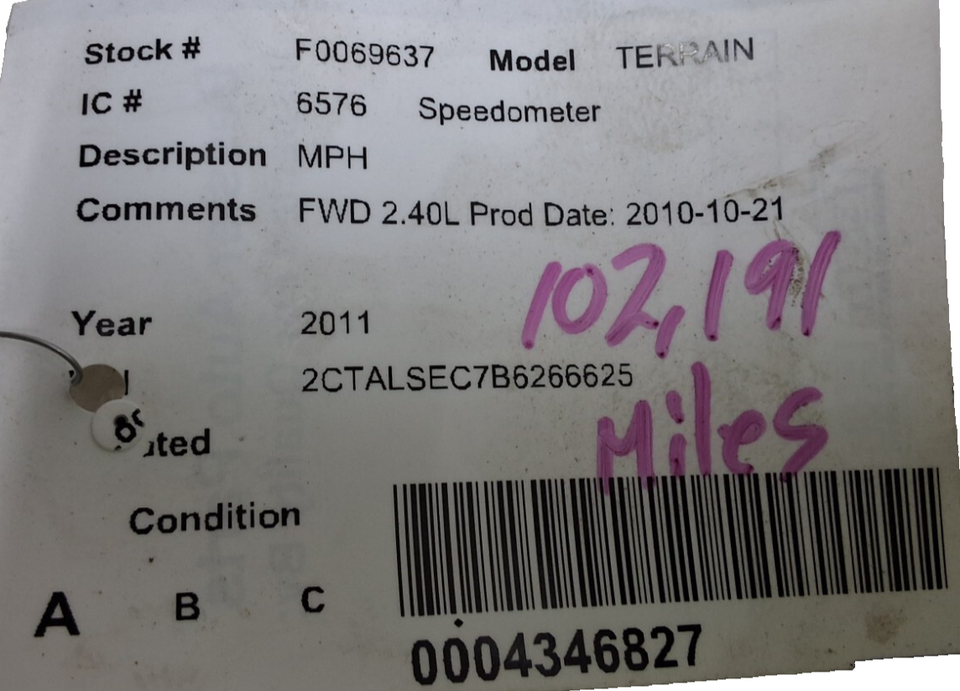 Stock # F0069637 Model TERRAIN
IC # 6576 Speedometer
Description MPH
Comments FWD 2.40L Prod Date: 2010-10-21
102,191
Year 2011
2CTALSEC7B6266625
Miles
Condition
A B C
0004346827